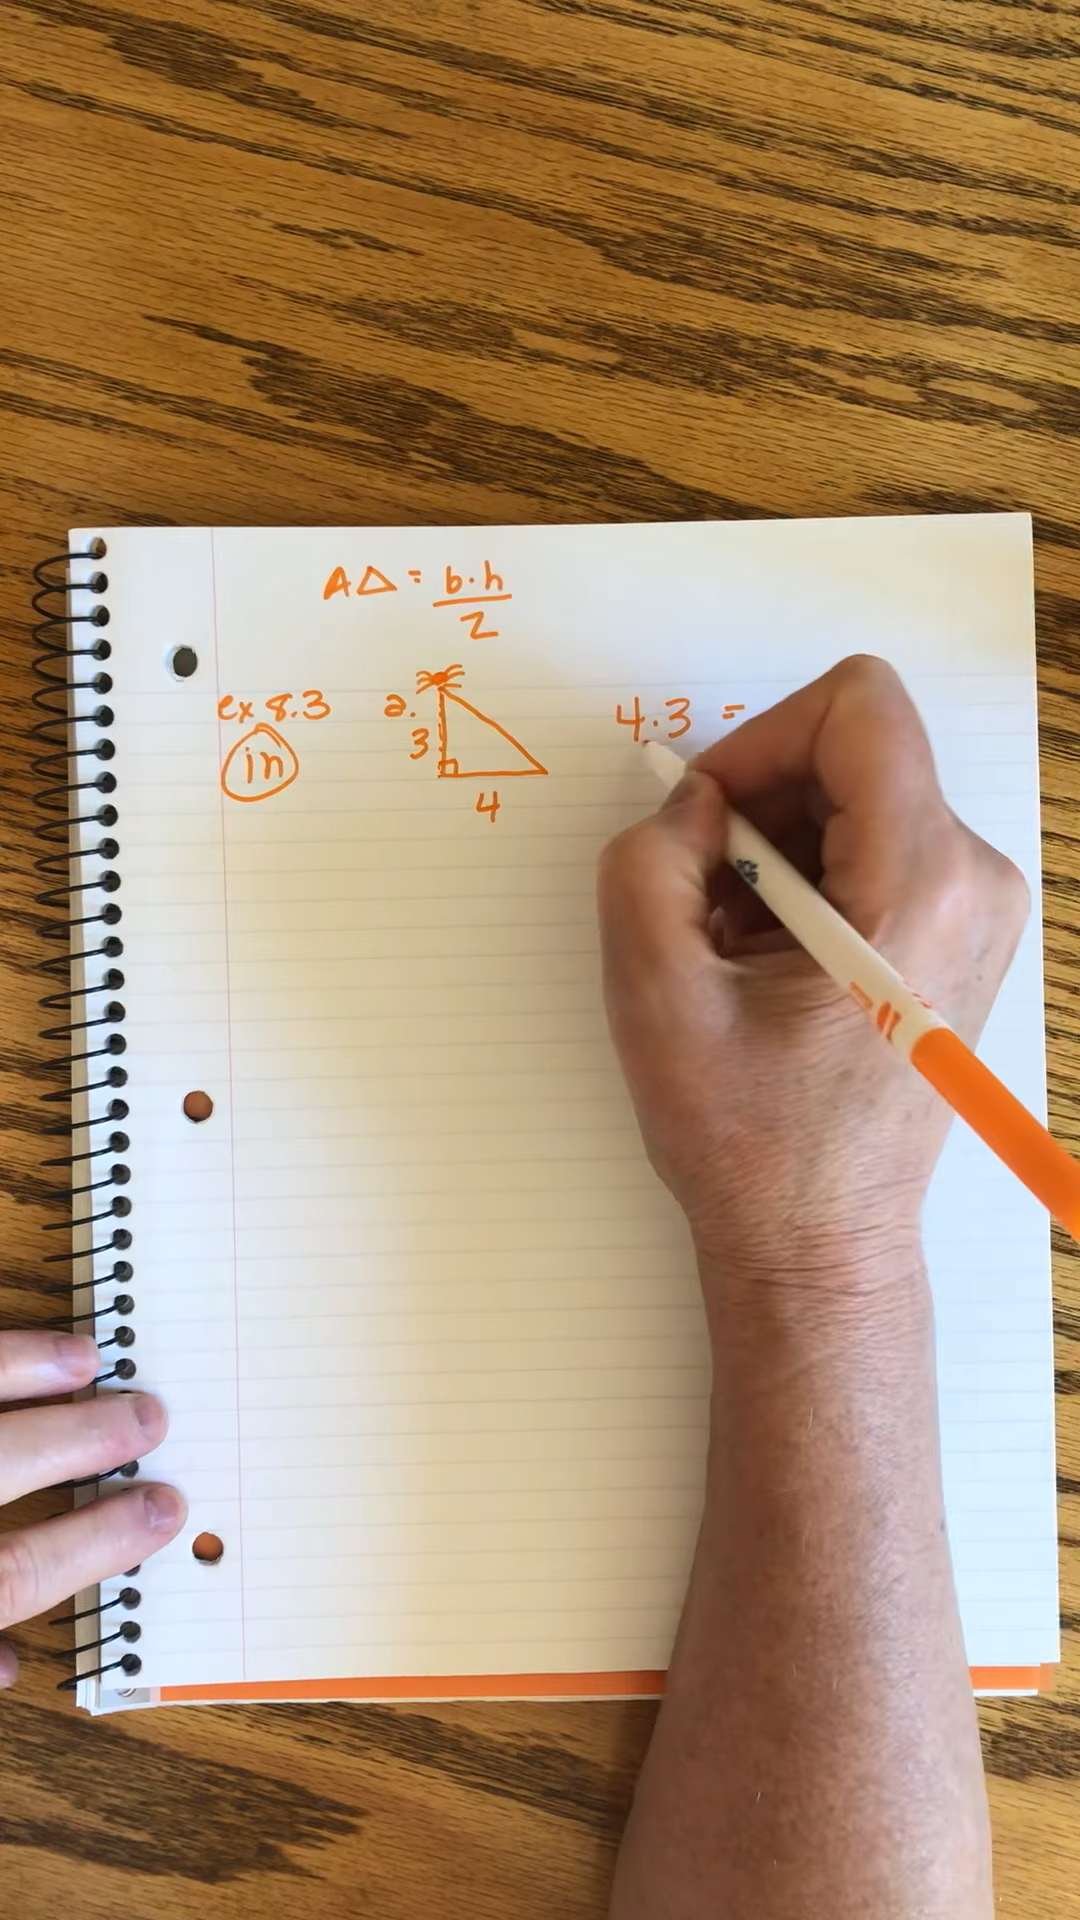 A△ = b·h
2
ex 8.3 a. 4·3 =
in 3
4